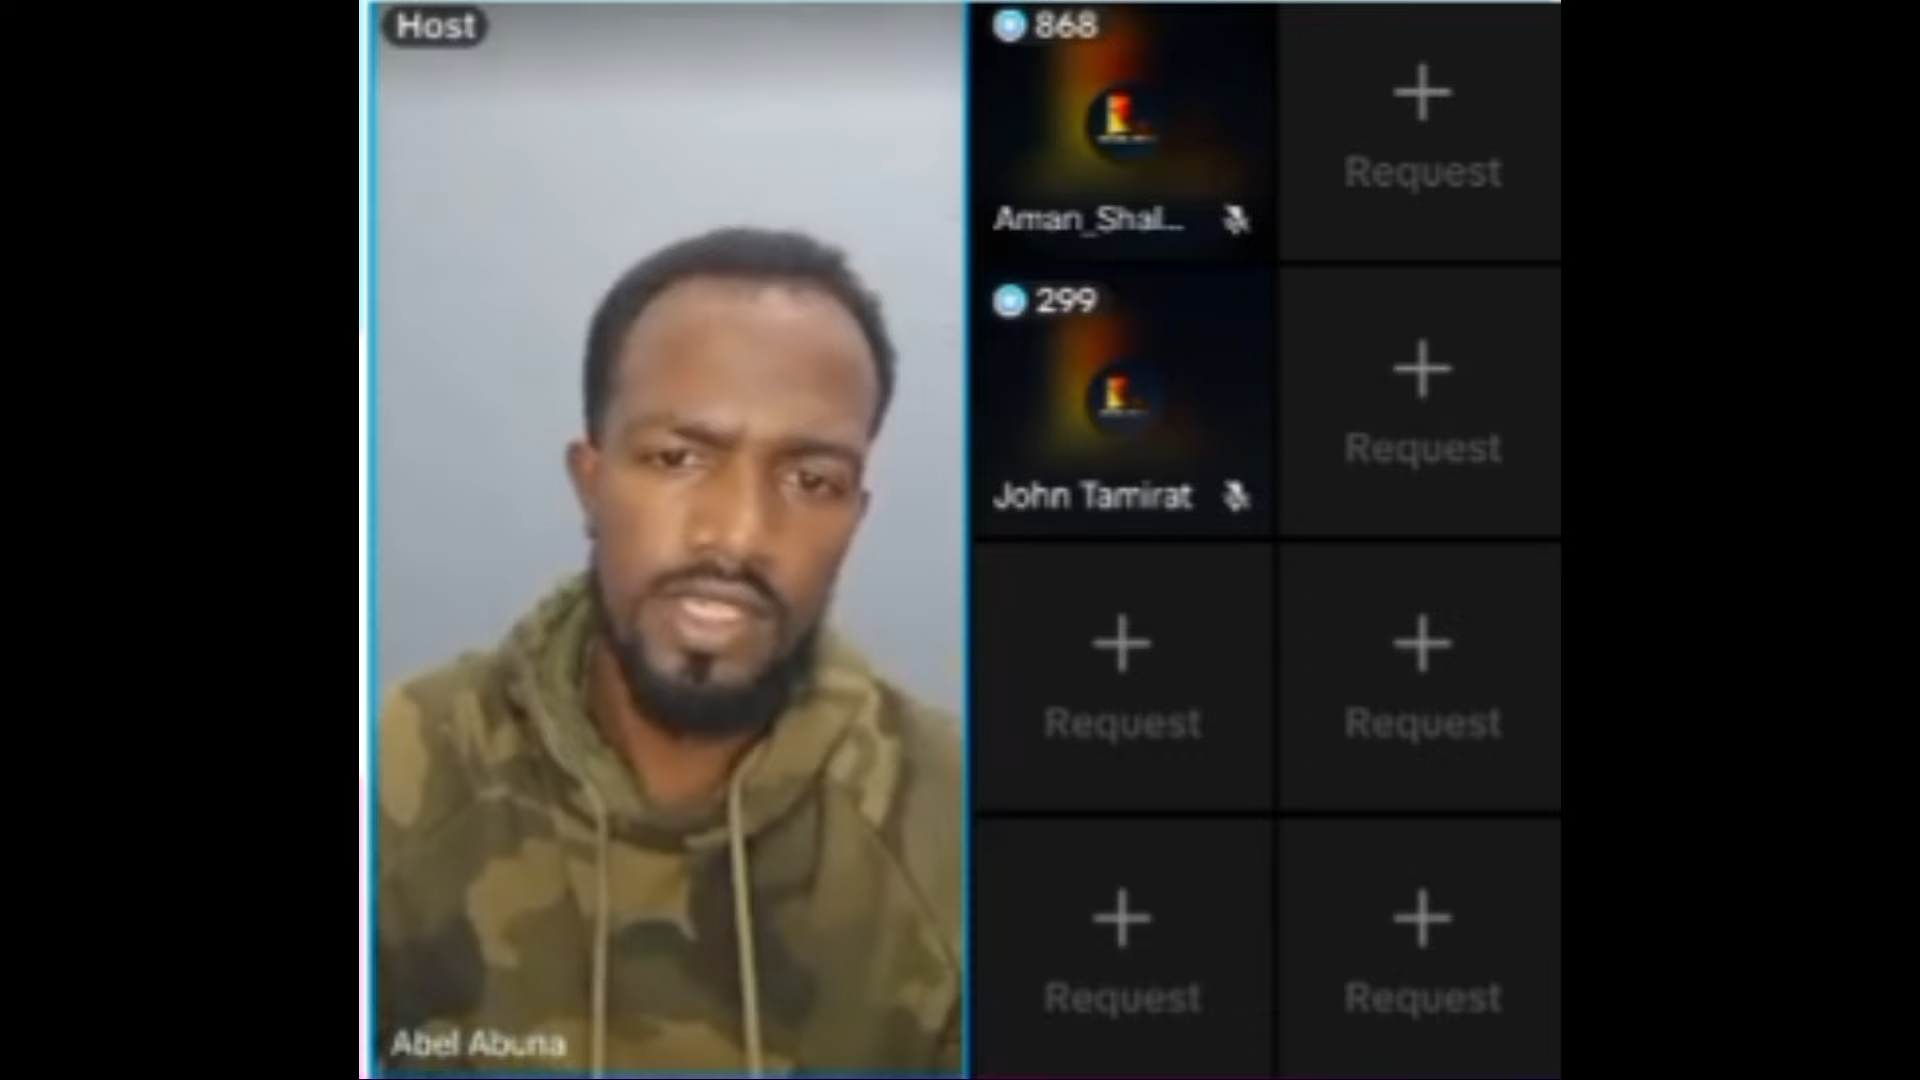 Host
868
Request
Aman_Shal...
299
Request
John Tamirat
Request
Request
Request
Request
Abel Abuna